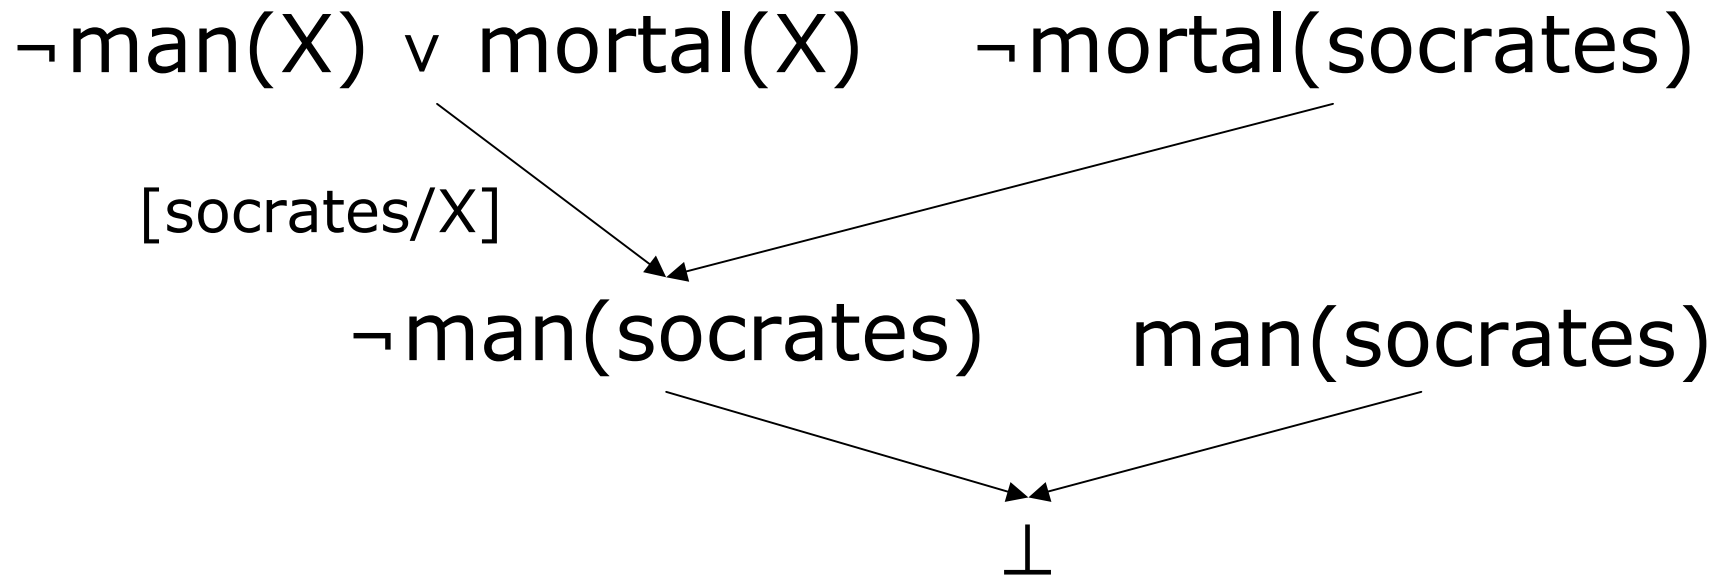 ¬man(X) ∨ mortal(X) ¬mortal(socrates)
[socrates/X]
¬man(socrates) man(socrates)
⊥